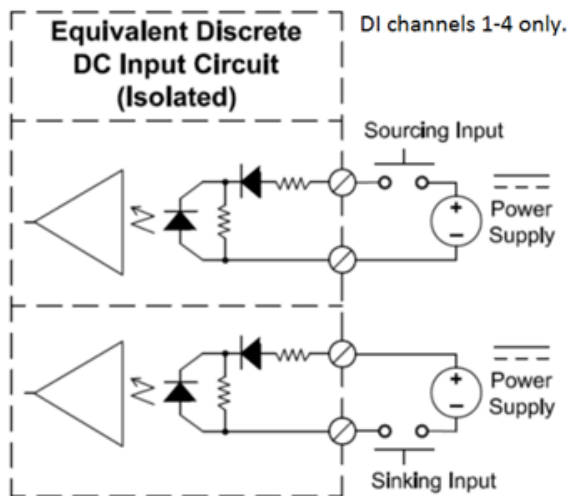 Equivalent Discrete
DC Input Circuit
(Isolated)
DI channels 1-4 only.
Sourcing Input
+
−
Power
Supply
+
−
Power
Supply
Sinking Input